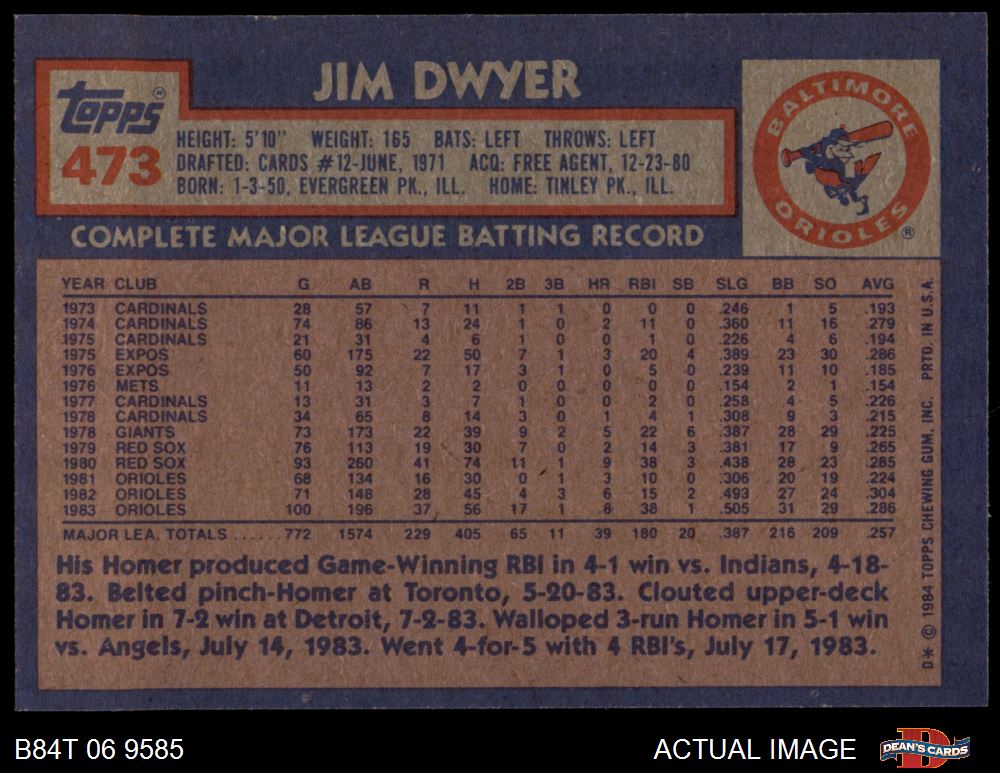 JIM DWYER
Topps®
473
HEIGHT: 5'10" WEIGHT: 165 BATS: LEFT THROWS: LEFT
DRAFTED: CARDS #12-JUNE, 1971 ACQ: FREE AGENT, 12-23-80
BORN: 1-3-50, EVERGREEN PK., ILL. HOME: TINLEY PK., ILL.
BALTIMORE
ORIOLES®
COMPLETE MAJOR LEAGUE BATTING RECORD
YEAR CLUB G AB R H 2B 3B HR RBI SB SLG BB SO AVG
1973 CARDINALS 28 57 7 11 1 1 0 0 0 .246 1 5 .193
1974 CARDINALS 74 86 13 24 1 0 2 11 0 .360 11 16 .279
1975 CARDINALS 21 31 4 6 1 0 0 1 0 .226 4 6 .194
1975 EXPOS 60 175 22 50 7 1 3 20 4 .389 23 30 .286
1976 EXPOS 50 92 7 17 3 1 0 5 0 .239 11 10 .185
1976 METS 11 13 2 2 0 0 0 0 0 .154 2 1 .154
1977 CARDINALS 13 31 3 7 1 0 0 2 0 .258 4 5 .226
1978 CARDINALS 34 65 8 14 3 0 1 4 1 .308 9 3 .215
1978 GIANTS 73 173 22 39 9 2 5 22 6 .387 28 29 .225
1979 RED SOX 76 113 19 30 7 0 2 14 3 .381 17 9 .265
1980 RED SOX 93 260 41 74 11 1 9 38 3 .438 28 23 .285
1981 ORIOLES 68 134 16 30 0 1 3 10 0 .306 20 19 .224
1982 ORIOLES 71 148 28 45 4 3 6 15 2 .493 27 24 .304
1983 ORIOLES 100 196 37 56 17 1 8 38 1 .505 31 29 .286
MAJOR LEA. TOTALS ...... 772 1574 229 405 65 11 39 180 20 .387 216 209 .257
His Homer produced Game-Winning RBI in 4-1 win vs. Indians, 4-18-
83. Belted pinch-Homer at Toronto, 5-20-83. Clouted upper-deck
Homer in 7-2 win at Detroit, 7-2-83. Walloped 3-run Homer in 5-1 win
vs. Angels, July 14, 1983. Went 4-for-5 with 4 RBI's, July 17, 1983.
D* © 1984 TOPPS CHEWING GUM, INC. PRTD. IN U.S.A.
B84T 06 9585
ACTUAL IMAGE
DEAN'S CARDS